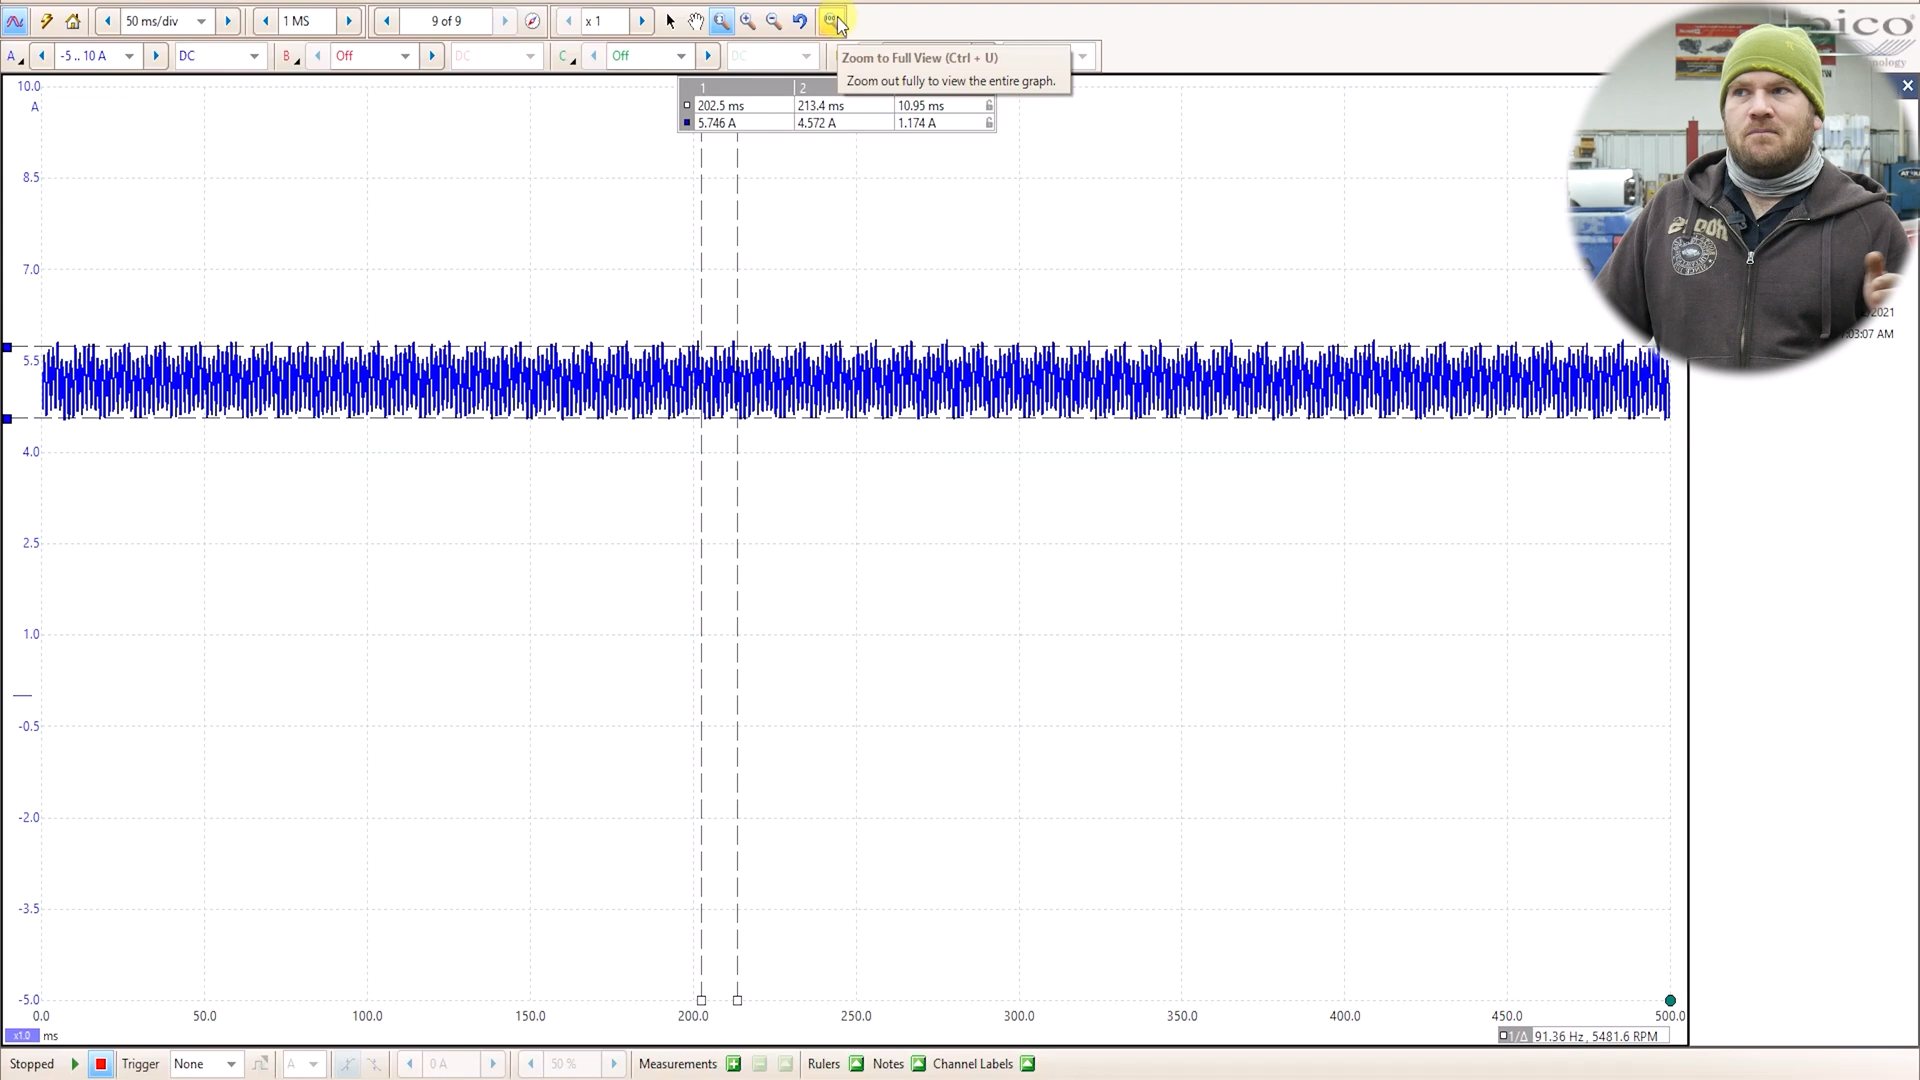 50 ms/div 1 MS 9 of 9 x 1
pico
Technology
A -5 .. 10 A DC B Off DC C Off DC
Zoom to Full View (Ctrl + U)
Zoom out fully to view the entire graph.
1 2
202.5 ms 213.4 ms 10.95 ms
5.746 A 4.572 A 1.174 A
10.0
A
8.5
7.0
5.5
4.0
2.5
1.0
-0.5
-2.0
-3.5
-5.0
/2021
:03:07 AM
0.0 50.0 100.0 150.0 200.0 250.0 300.0 350.0 400.0 450.0 500.0
x1.0 ms
1/Δ 91.36 Hz , 5481.6 RPM
Stopped Trigger None A 0 A 50 % Measurements Rulers Notes Channel Labels